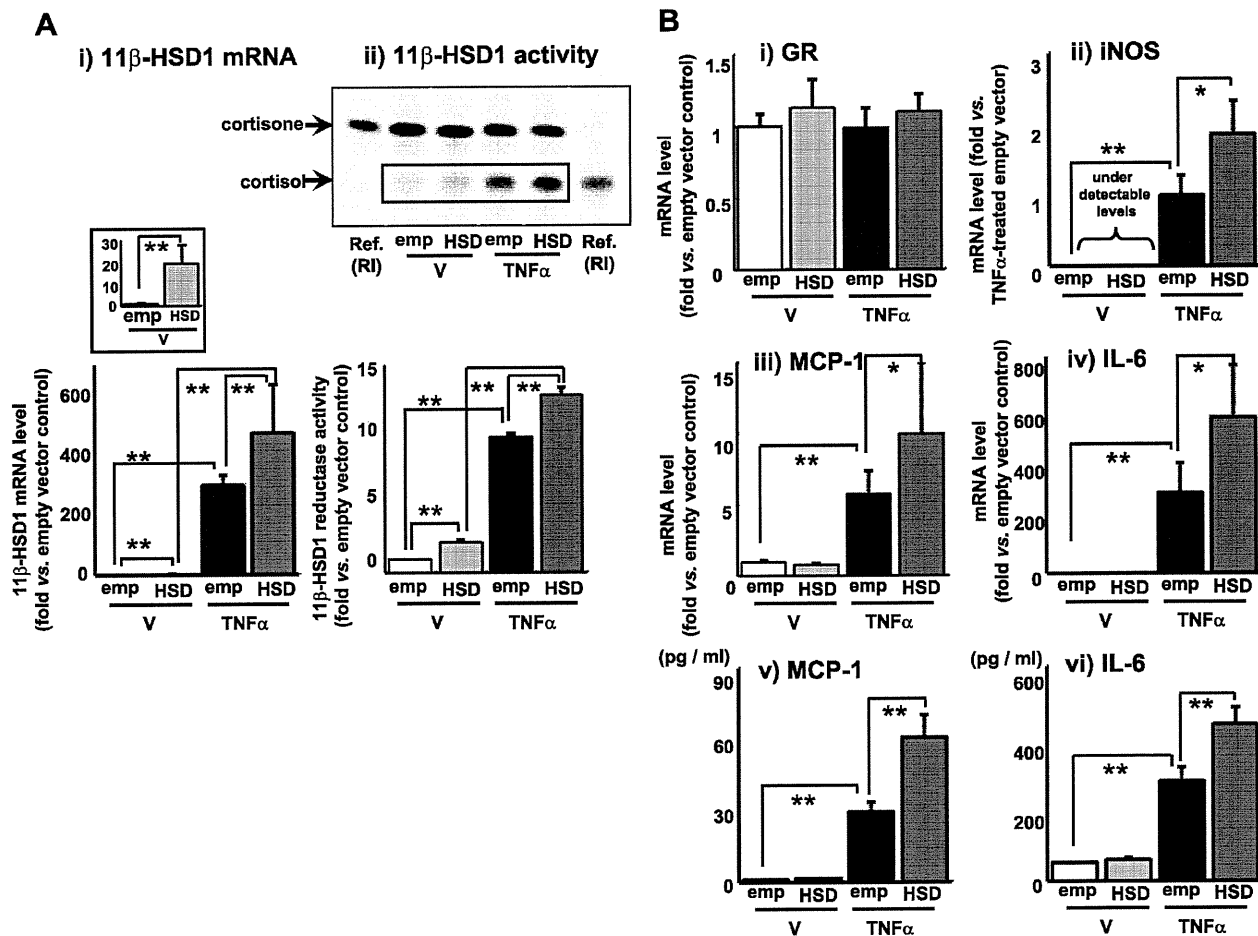 A
i) 11β-HSD1 mRNA
ii) 11β-HSD1 activity
cortisone
cortisol
Ref. (RI)
emp HSD
V
emp HSD
TNFα
Ref. (RI)
30
20
10
0
**
emp HSD
V
11β-HSD1 mRNA level
(fold vs. empty vector control)
600
400
200
0
**
**
**
**
emp HSD emp HSD
V TNFα
11β-HSD1 reductase activity
(fold vs. empty vector control)
15
10
5
0
**
**
**
**
emp HSD emp HSD
V TNFα
B
i) GR
mRNA level
(fold vs. empty vector control)
1.5
1
0.5
0
emp HSD emp HSD
V TNFα
ii) iNOS
mRNA level (fold vs.
TNFα-treated empty vector)
3
2
1
0
*
**
under
detectable
levels
emp HSD emp HSD
V TNFα
iii) MCP-1
mRNA level
(fold vs. empty vector control)
15
10
5
0
*
**
emp HSD emp HSD
V TNFα
iv) IL-6
mRNA level
(fold vs. empty vector control)
800
600
400
200
0
*
**
emp HSD emp HSD
V TNFα
(pg / ml)
v) MCP-1
90
60
30
0
**
**
emp HSD emp HSD
V TNFα
(pg / ml)
vi) IL-6
600
400
200
0
**
**
emp HSD emp HSD
V TNFα